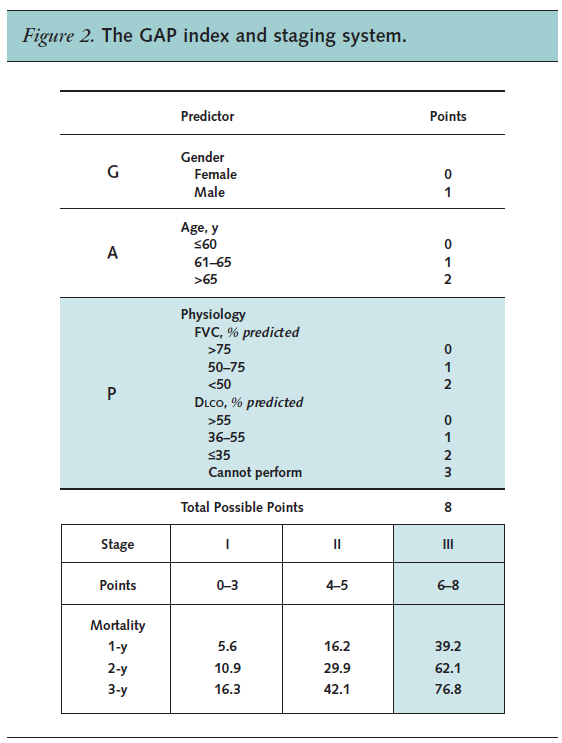 Figure 2. The GAP index and staging system.
Predictor Points
G
Gender
Female 0
Male 1
A
Age, y
≤60 0
61–65 1
>65 2
P
Physiology
FVC, % predicted
>75 0
50–75 1
<50 2
DLCO, % predicted
>55 0
36–55 1
≤35 2
Cannot perform 3
Total Possible Points 8
Stage I II III
Points 0–3 4–5 6–8
Mortality
1-y 5.6 16.2 39.2
2-y 10.9 29.9 62.1
3-y 16.3 42.1 76.8